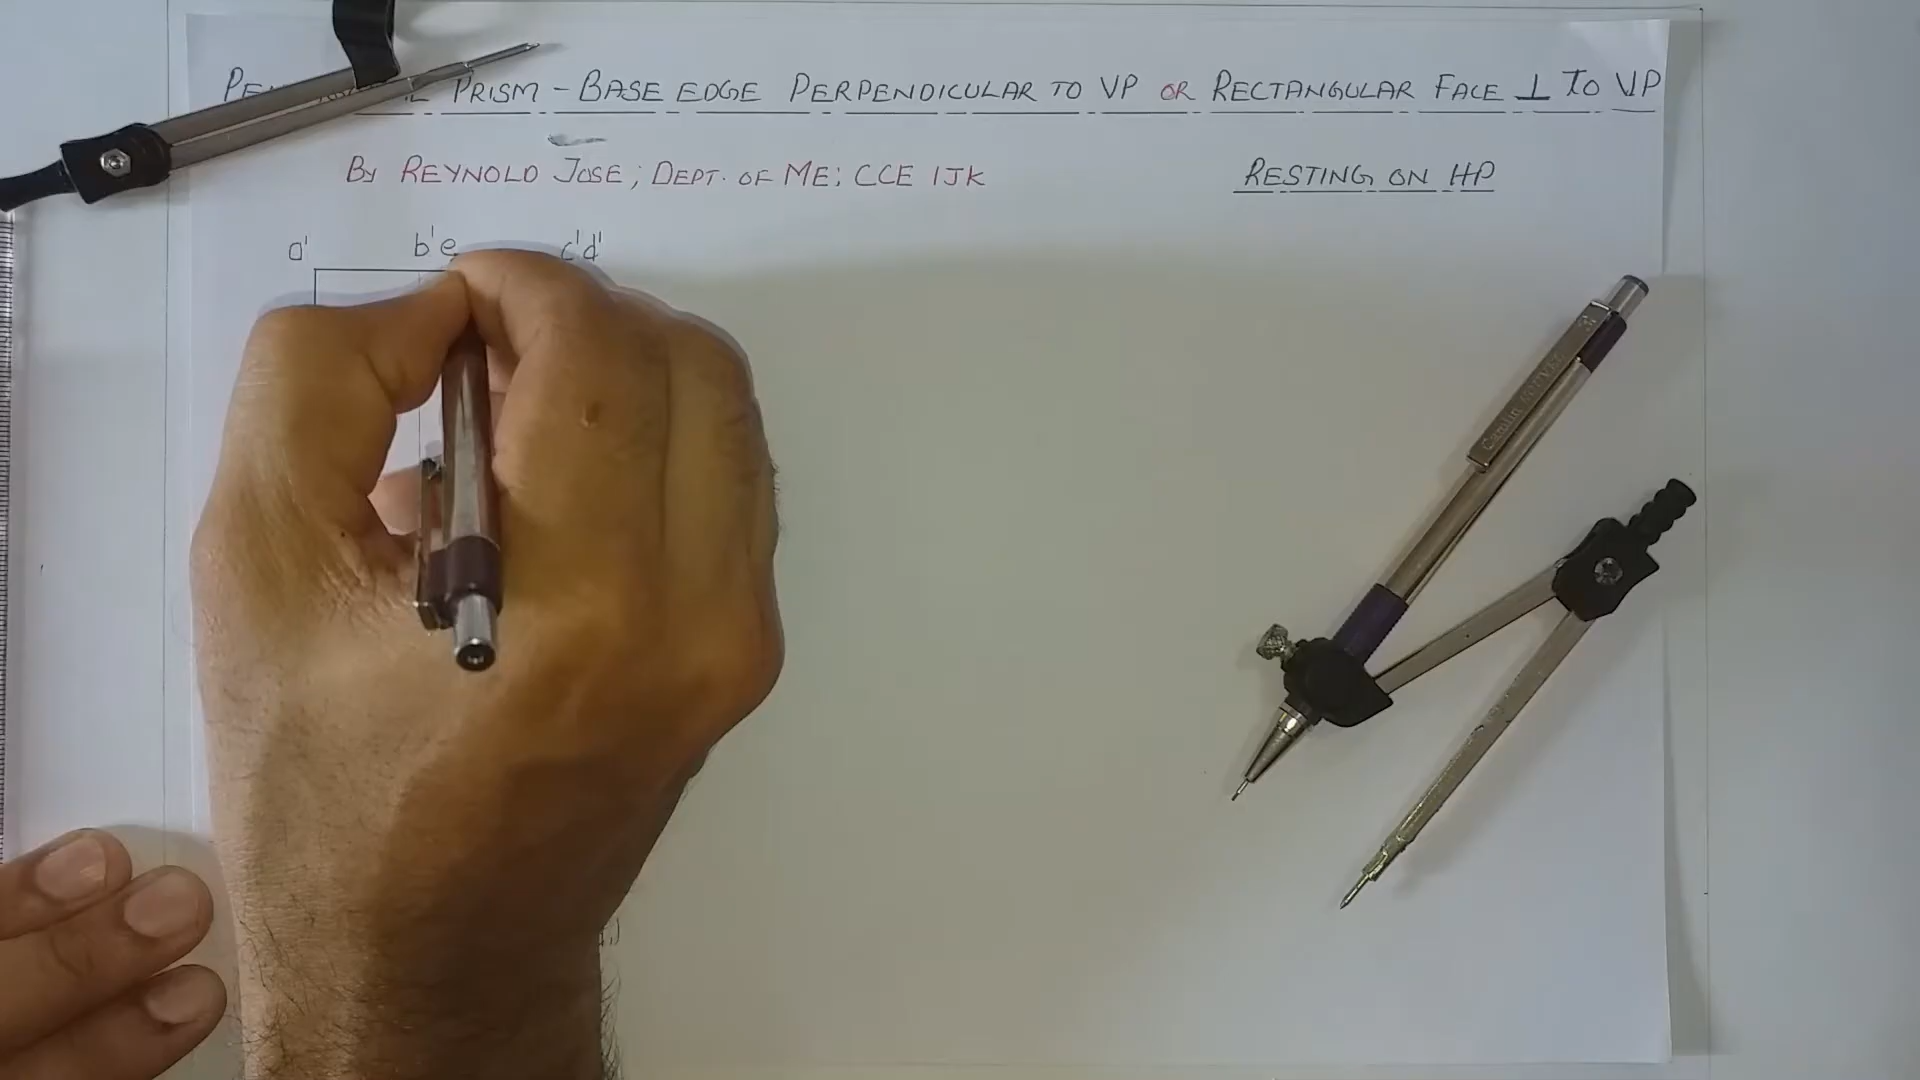 PRISM - BASE EDGE PERPENDICULAR TO VP OR RECTANGULAR FACE ⊥ TO VP
By REYNOLD JOSE; DEPT. OF ME; CCE IJK
RESTING ON HP
a' b'e c'd'
Camlin